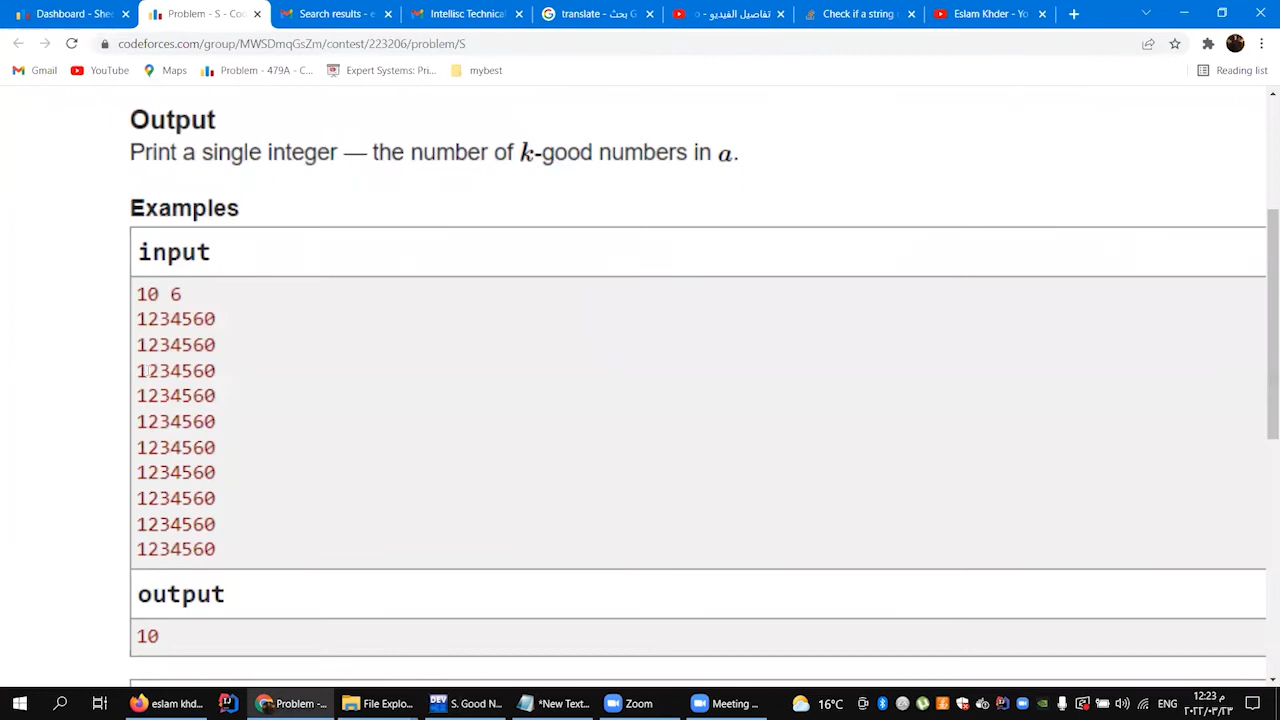 Dashboard - She
Problem - S - Co
Search results - e
Intellisc Technical
translate - بحث G
تفاصيل الفيديو - o
Check if a string
Eslam Khder - Yo
codeforces.com/group/MWSDmqGsZm/contest/223206/problem/S
Gmail
YouTube
Maps
Problem - 479A - C...
Expert Systems: Pri...
mybest
Reading list
Output
Print a single integer — the number of k-good numbers in a.
Examples
input
10 6
1234560
1234560
1234560
1234560
1234560
1234560
1234560
1234560
1234560
1234560
output
10
eslam khd...
Problem -...
File Explo...
S. Good N...
*New Text...
Zoom
Meeting ...
16°C
12:23 م